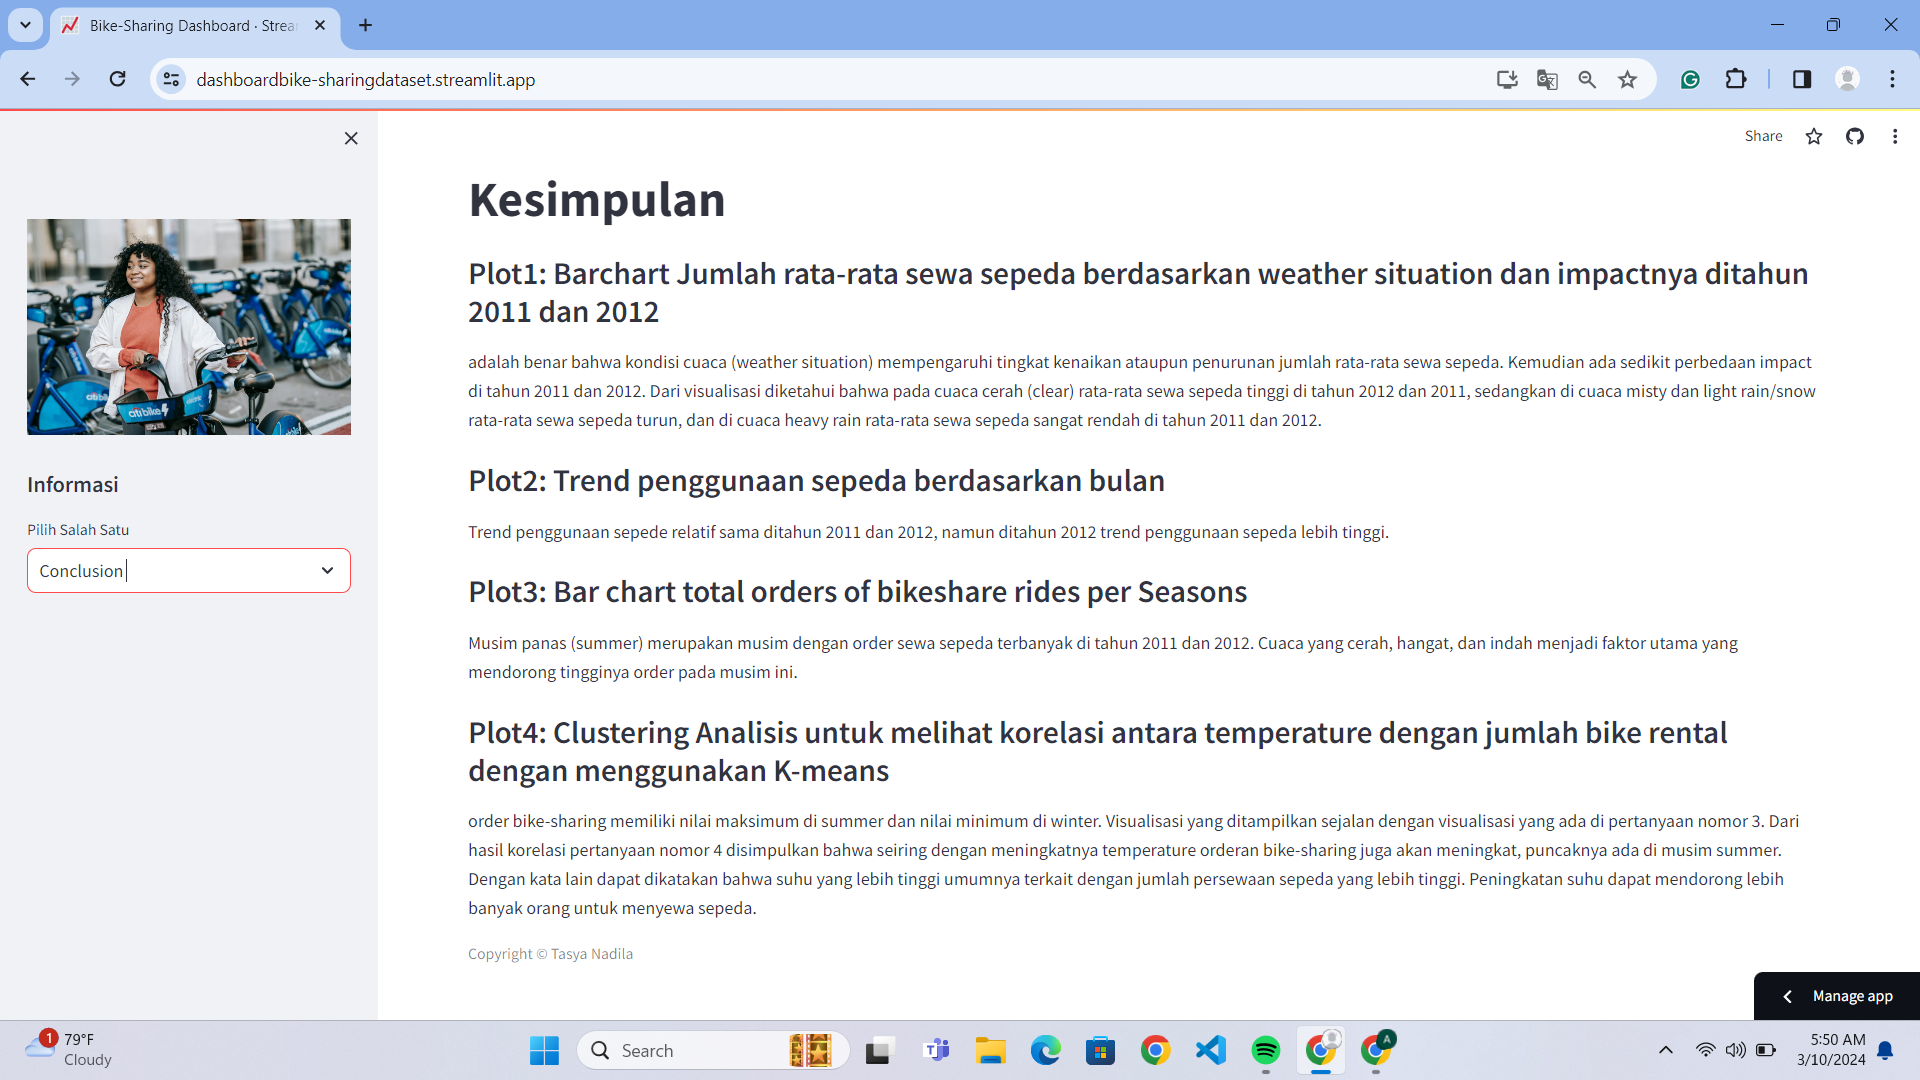 Bike-Sharing Dashboard · Strea
dashboardbike-sharingdataset.streamlit.app
Share
citibike
Informasi
Pilih Salah Satu
Conclusion
Kesimpulan
Plot1: Barchart Jumlah rata-rata sewa sepeda berdasarkan weather situation dan impactnya ditahun
2011 dan 2012
adalah benar bahwa kondisi cuaca (weather situation) mempengaruhi tingkat kenaikan ataupun penurunan jumlah rata-rata sewa sepeda. Kemudian ada sedikit perbedaan impact
di tahun 2011 dan 2012. Dari visualisasi diketahui bahwa pada cuaca cerah (clear) rata-rata sewa sepeda tinggi di tahun 2012 dan 2011, sedangkan di cuaca misty dan light rain/snow
rata-rata sewa sepeda turun, dan di cuaca heavy rain rata-rata sewa sepeda sangat rendah di tahun 2011 dan 2012.
Plot2: Trend penggunaan sepeda berdasarkan bulan
Trend penggunaan sepede relatif sama ditahun 2011 dan 2012, namun ditahun 2012 trend penggunaan sepeda lebih tinggi.
Plot3: Bar chart total orders of bikeshare rides per Seasons
Musim panas (summer) merupakan musim dengan order sewa sepeda terbanyak di tahun 2011 dan 2012. Cuaca yang cerah, hangat, dan indah menjadi faktor utama yang
mendorong tingginya order pada musim ini.
Plot4: Clustering Analisis untuk melihat korelasi antara temperature dengan jumlah bike rental
dengan menggunakan K-means
order bike-sharing memiliki nilai maksimum di summer dan nilai minimum di winter. Visualisasi yang ditampilkan sejalan dengan visualisasi yang ada di pertanyaan nomor 3. Dari
hasil korelasi pertanyaan nomor 4 disimpulkan bahwa seiring dengan meningkatnya temperature orderan bike-sharing juga akan meningkat, puncaknya ada di musim summer.
Dengan kata lain dapat dikatakan bahwa suhu yang lebih tinggi umumnya terkait dengan jumlah persewaan sepeda yang lebih tinggi. Peningkatan suhu dapat mendorong lebih
banyak orang untuk menyewa sepeda.
Copyright © Tasya Nadila
Manage app
1
79°F
Cloudy
Search
A
5:50 AM
3/10/2024